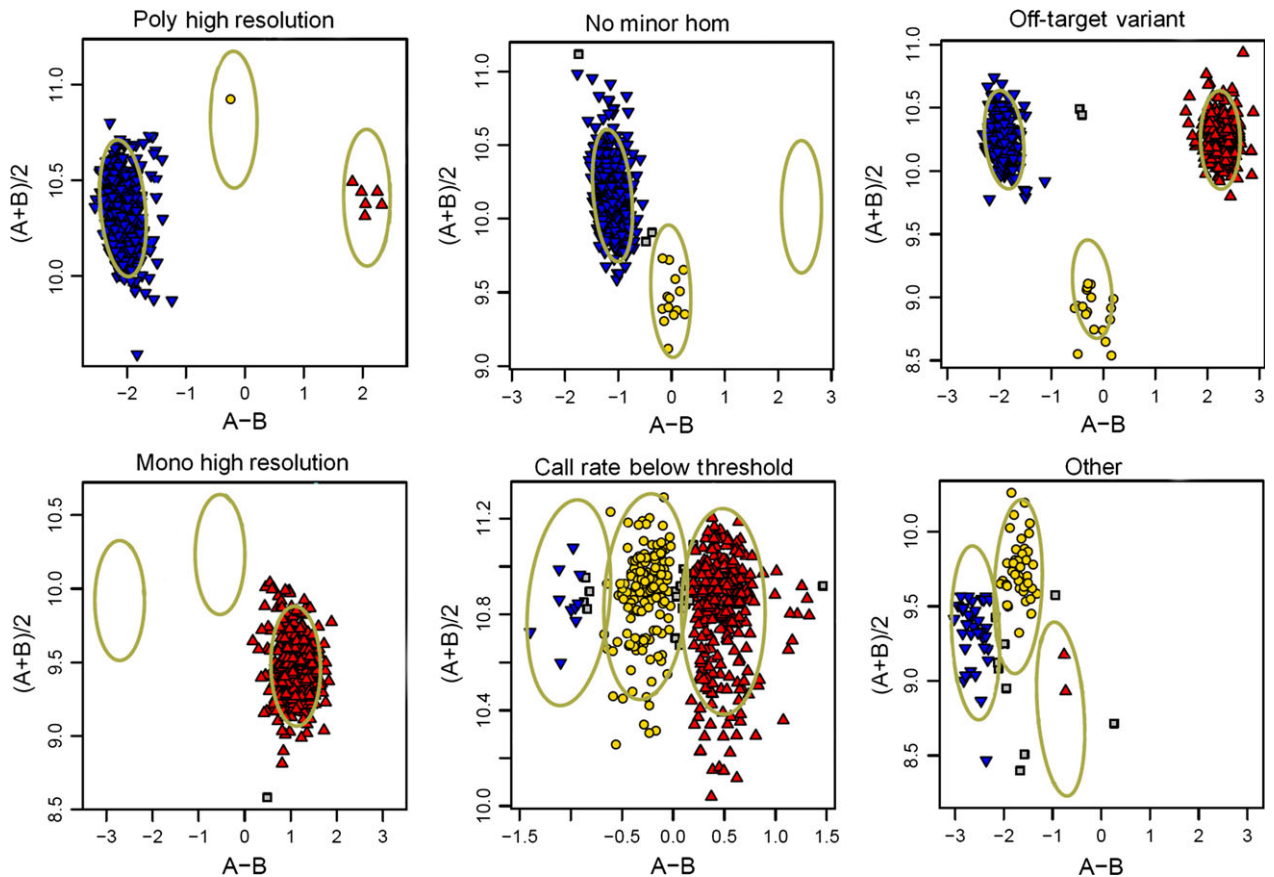 Poly high resolution
No minor hom
Off-target variant
(A+B)/2
11.0
10.5
10.0
−2 −1 0 1 2
A−B
(A+B)/2
11.0
10.5
10.0
9.5
9.0
−3 −2 −1 0 1 2 3
A−B
(A+B)/2
11.0
10.5
10.0
9.5
9.0
8.5
−3 −2 −1 0 1 2 3
A−B
Mono high resolution
Call rate below threshold
Other
(A+B)/2
10.5
10.0
9.5
9.0
8.5
−3 −2 −1 0 1 2 3
A−B
(A+B)/2
11.2
10.8
10.4
10.0
−1.5 −0.5 0.0 0.5 1.0 1.5
A−B
(A+B)/2
10.0
9.5
9.0
8.5
−3 −2 −1 0 1 2 3
A−B